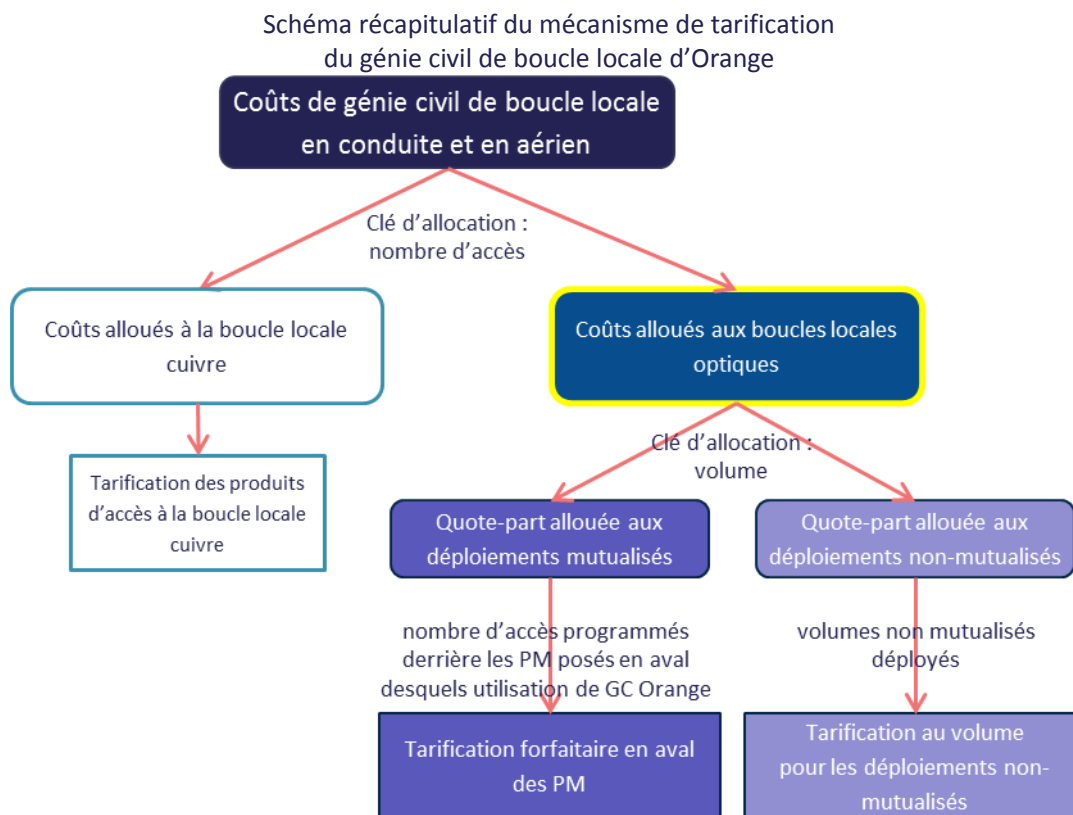 Schéma récapitulatif du mécanisme de tarification
du génie civil de boucle locale d’Orange
Coûts de génie civil de boucle locale
en conduite et en aérien
Clé d’allocation :
nombre d’accès
Coûts alloués à la boucle locale
cuivre
Coûts alloués aux boucles locales
optiques
Clé d’allocation :
volume
Tarification des produits
d’accès à la boucle locale
cuivre
Quote-part allouée aux
déploiements mutualisés
Quote-part allouée aux
déploiements non-mutualisés
nombre d’accès programmés
derrière les PM posés en aval
desquels utilisation de GC Orange
volumes non mutualisés
déployés
Tarification forfaitaire en aval
des PM
Tarification au volume
pour les déploiements non-
mutualisés